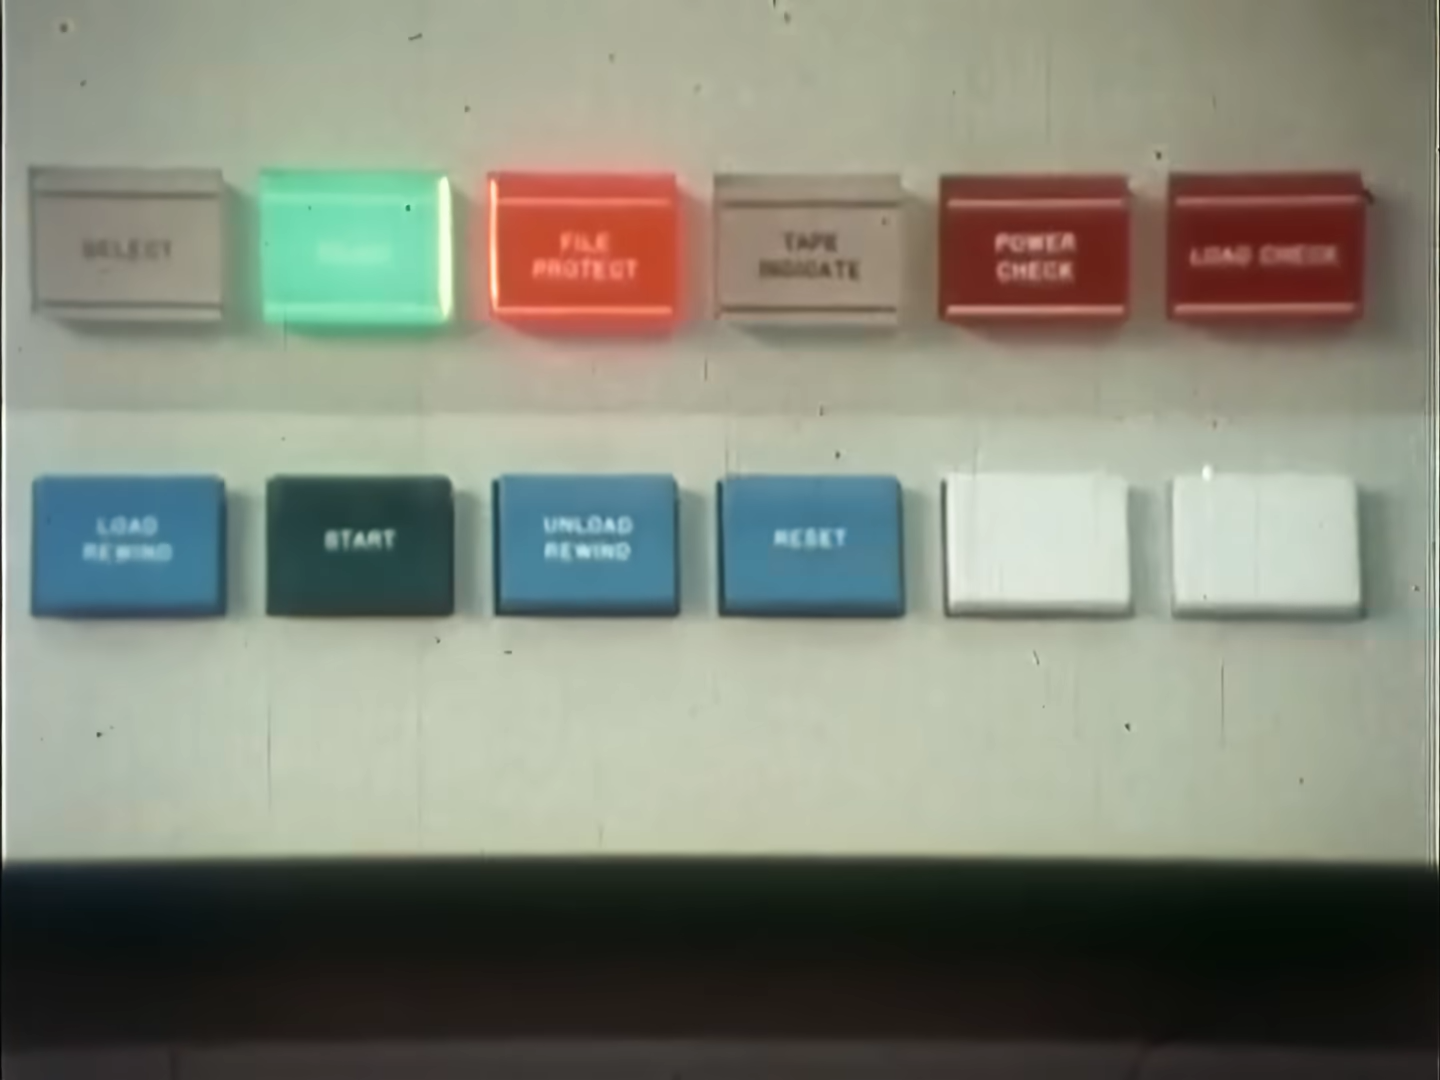 SELECT
FILE
PROTECT
TAPE
INDICATE
POWER
CHECK
LOAD CHECK
LOAD
REWIND
START
UNLOAD
REWIND
RESET